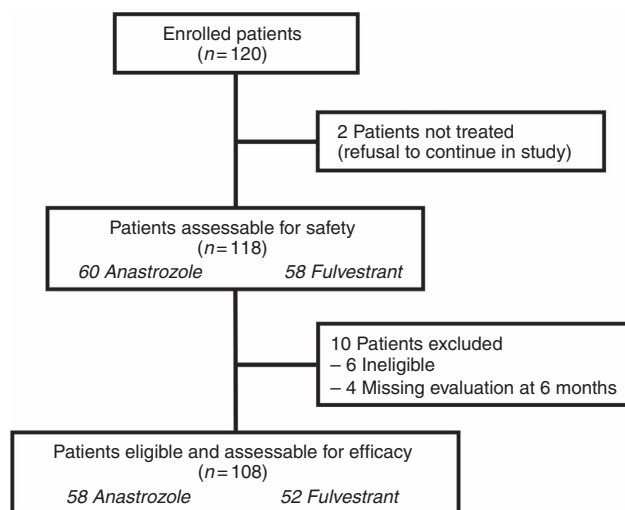 Enrolled patients
(n=120)
2 Patients not treated
(refusal to continue in study)
Patients assessable for safety
(n=118)
60 Anastrozole 58 Fulvestrant
10 Patients excluded
– 6 Ineligible
– 4 Missing evaluation at 6 months
Patients eligible and assessable for efficacy
(n=108)
58 Anastrozole 52 Fulvestrant